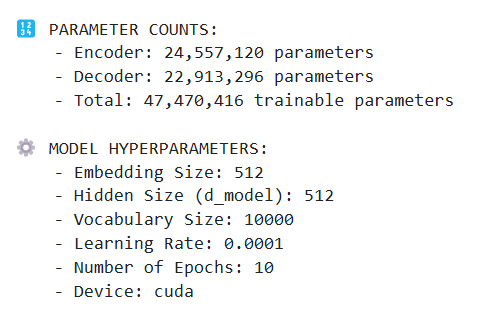 🔢 PARAMETER COUNTS:
- Encoder: 24,557,120 parameters
- Decoder: 22,913,296 parameters
- Total: 47,470,416 trainable parameters
⚙️ MODEL HYPERPARAMETERS:
- Embedding Size: 512
- Hidden Size (d_model): 512
- Vocabulary Size: 10000
- Learning Rate: 0.0001
- Number of Epochs: 10
- Device: cuda